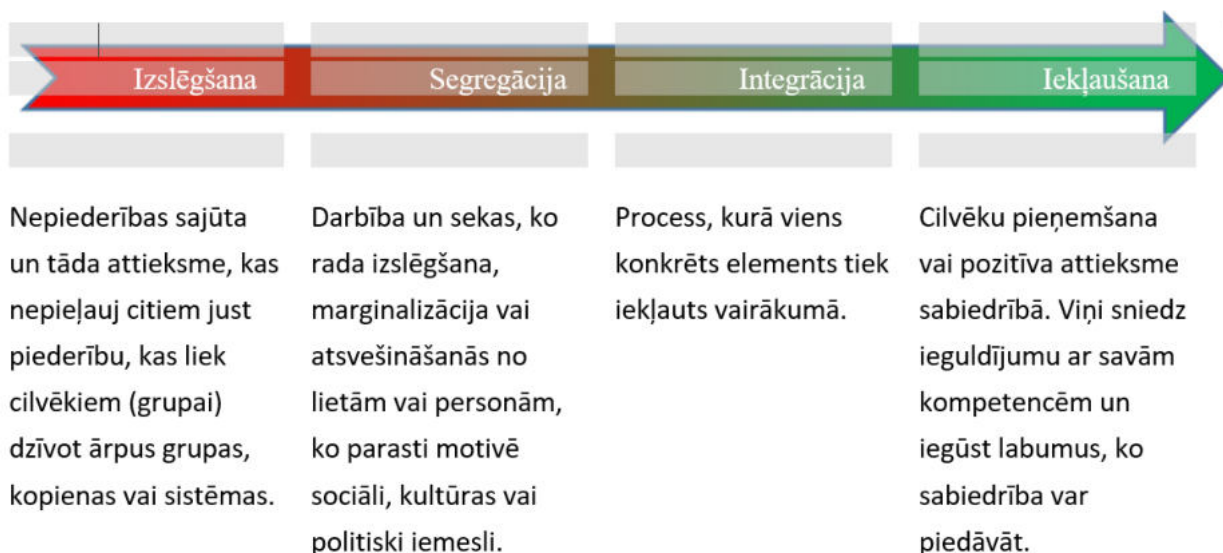 Izslēgšana
Segregācija
Integrācija
Iekļaušana
Nepiederības sajūta
un tāda attieksme, kas
nepieļauj citiem just
piederību, kas liek
cilvēkiem (grupai)
dzīvot ārpus grupas,
kopienas vai sistēmas.
Darbība un sekas, ko
rada izslēgšana,
marginalizācija vai
atsvešināšanās no
lietām vai personām,
ko parasti motivē
sociāli, kultūras vai
politiski iemesli.
Process, kurā viens
konkrēts elements tiek
iekļauts vairākumā.
Cilvēku pieņemšana
vai pozitīva attieksme
sabiedrībā. Viņi sniedz
ieguldījumu ar savām
kompetencēm un
iegūst labumus, ko
sabiedrība var
piedāvāt.